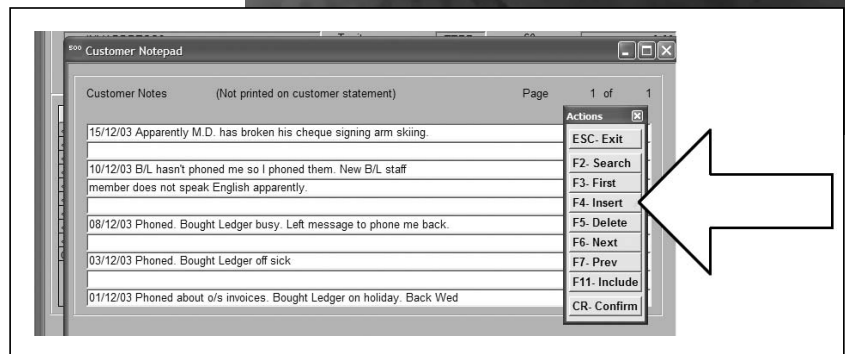 Customer Notepad
Customer Notes (Not printed on customer statement) Page 1 of 1
15/12/03 Apparently M.D. has broken his cheque signing arm skiing.
10/12/03 B/L hasn't phoned me so I phoned them. New B/L staff
member does not speak English apparently.
08/12/03 Phoned. Bought Ledger busy. Left message to phone me back.
03/12/03 Phoned. Bought Ledger off sick
01/12/03 Phoned about o/s invoices. Bought Ledger on holiday. Back Wed
Actions
ESC- Exit
F2- Search
F3- First
F4- Insert
F5- Delete
F6- Next
F7- Prev
F11- Include
CR- Confirm